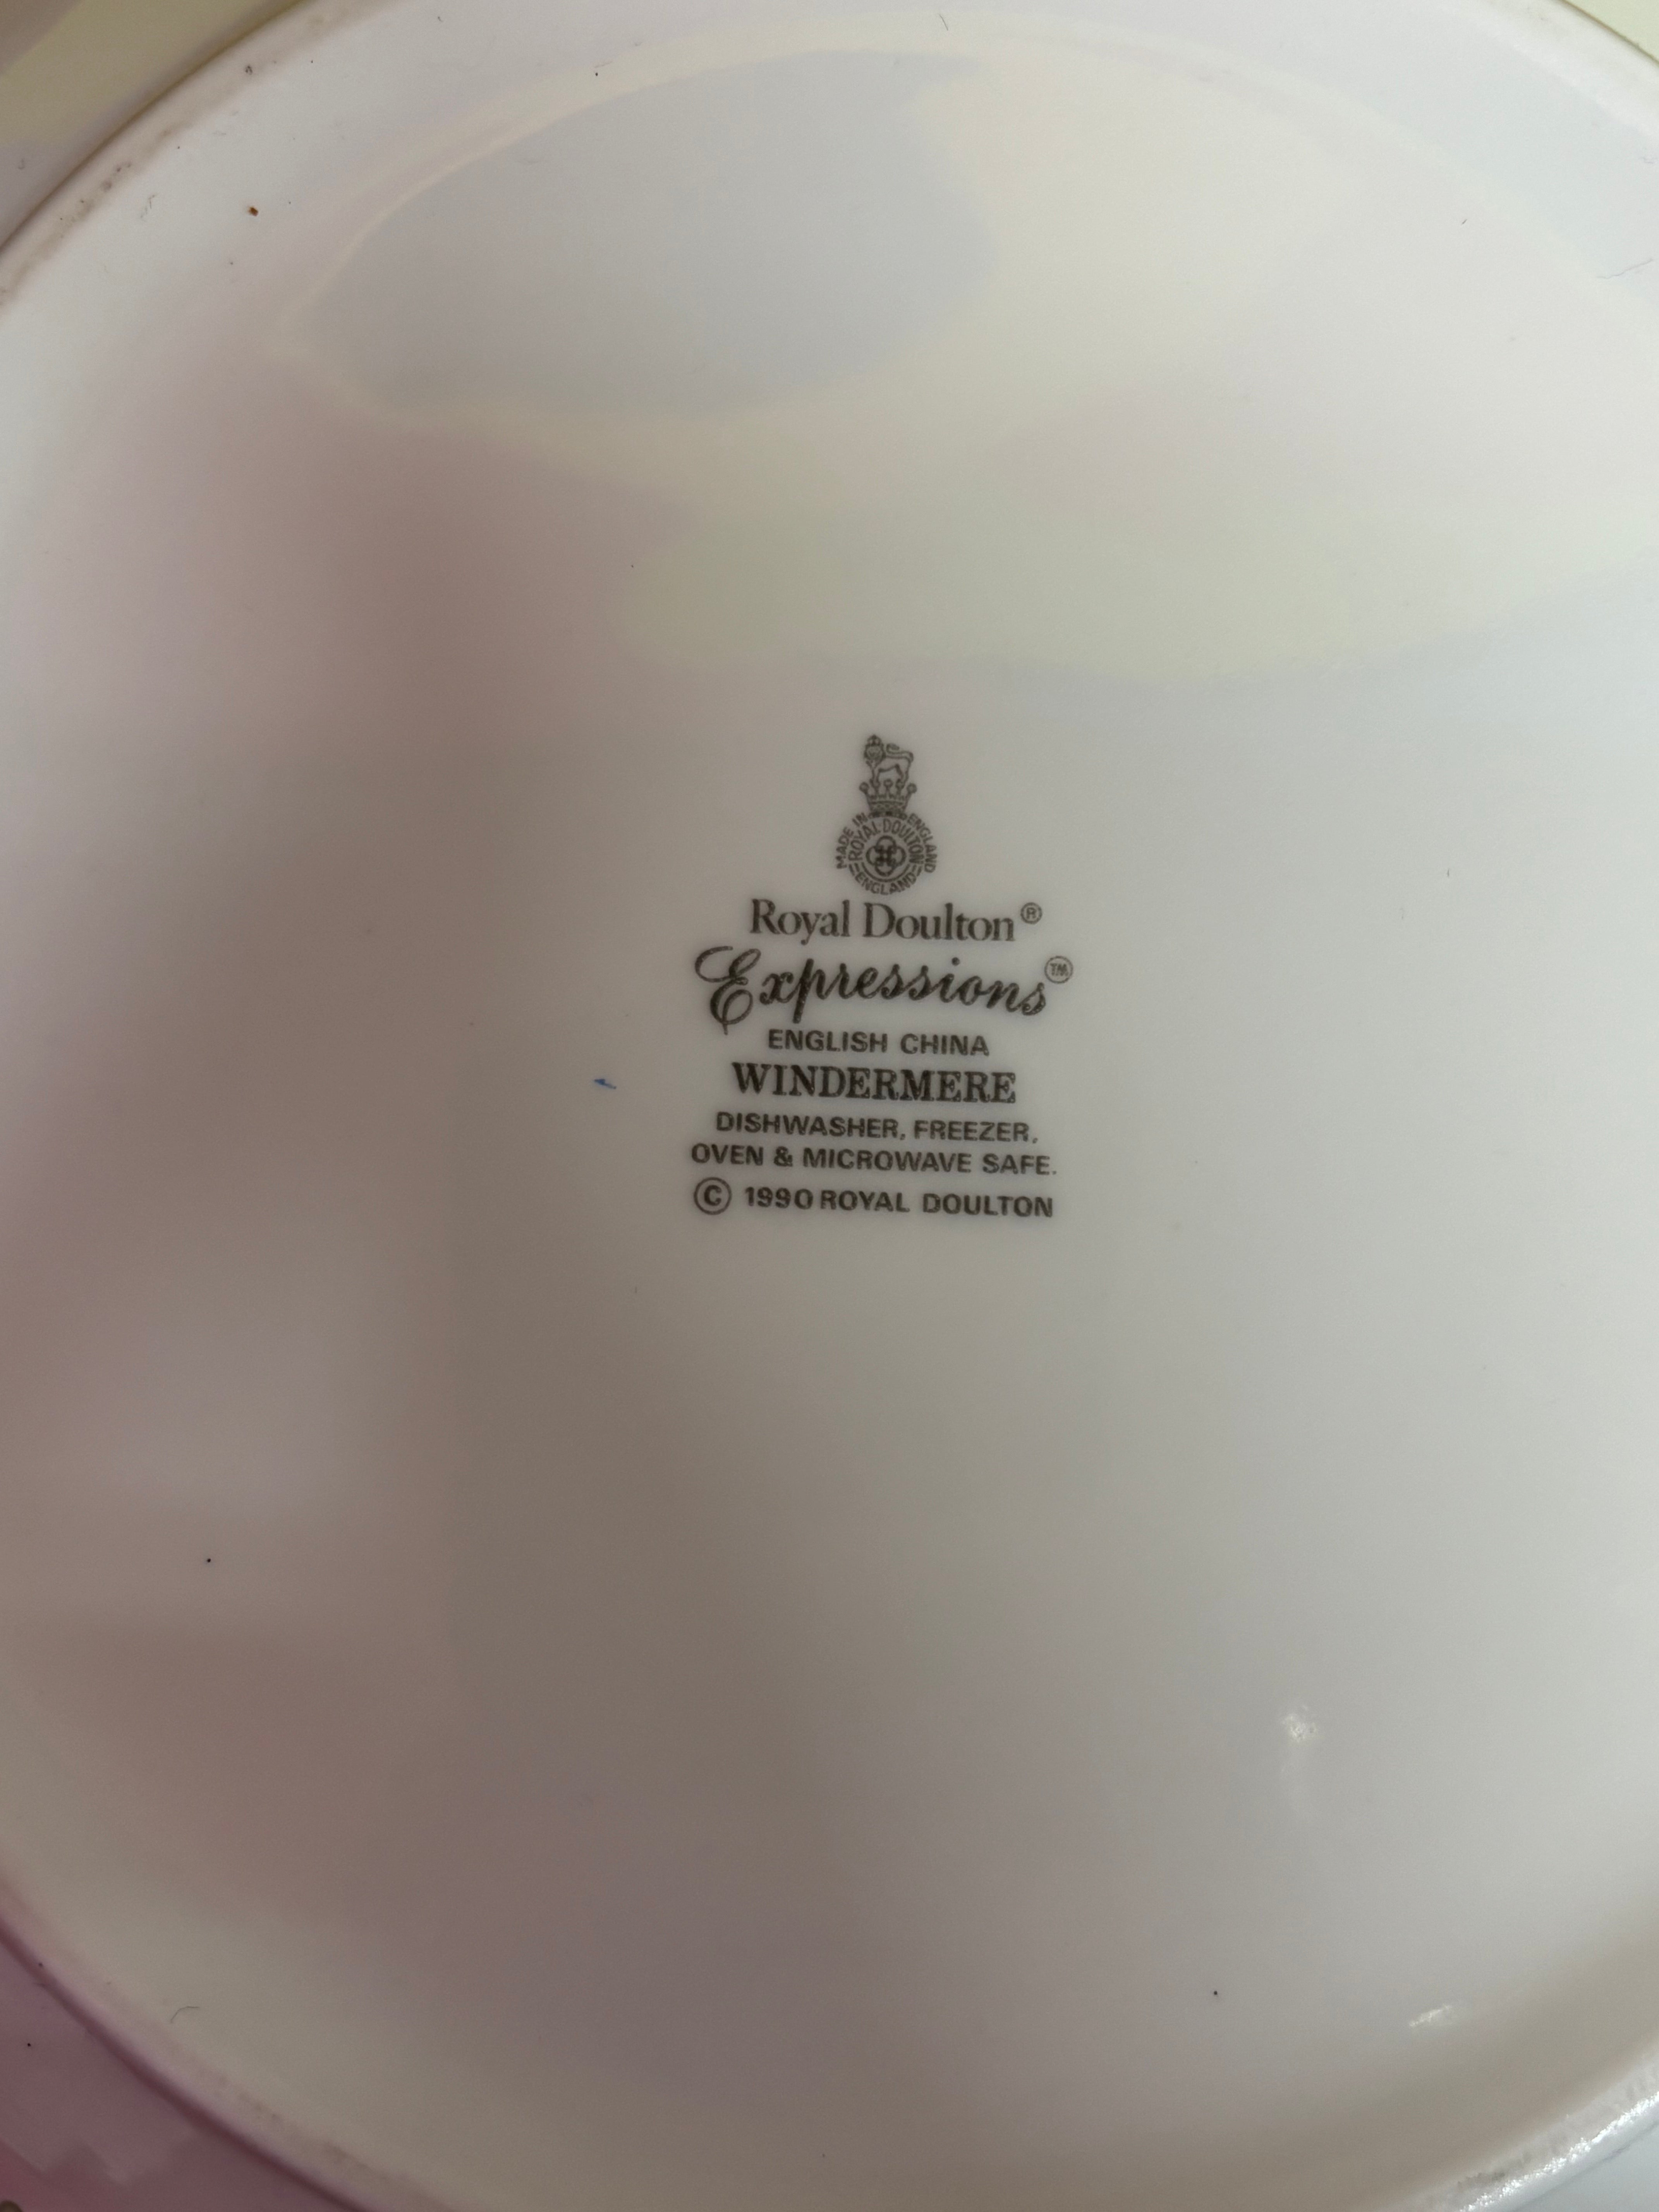 MADE IN ENGLAND
ROYAL DOULTON
ENGLAND
Royal Doulton®
Expressions™
ENGLISH CHINA
WINDERMERE
DISHWASHER, FREEZER,
OVEN & MICROWAVE SAFE.
© 1990 ROYAL DOULTON